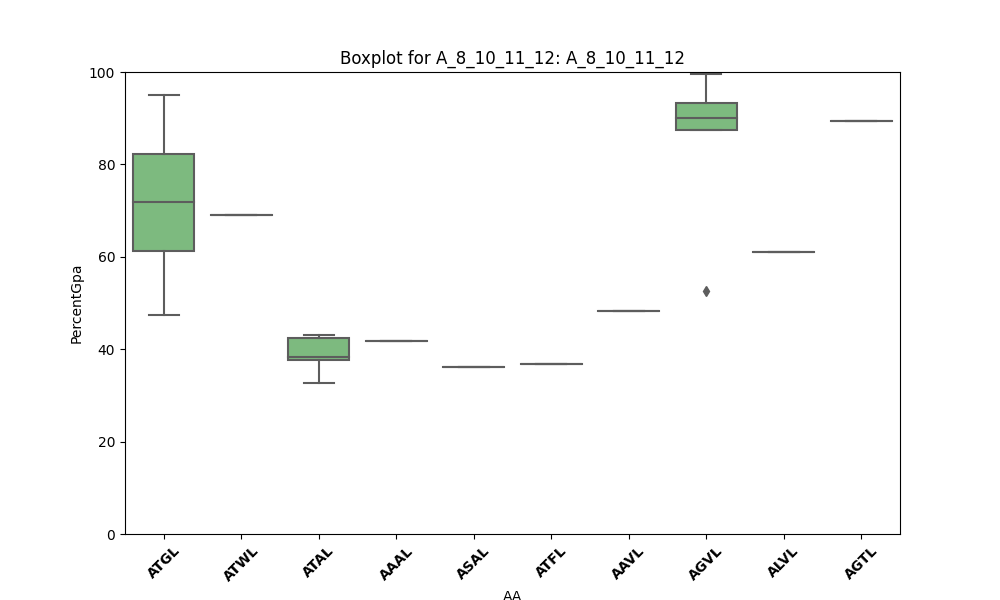 Boxplot for A_8_10_11_12: A_8_10_11_12
PercentGpa
100
80
60
40
20
0
ATGL
ATWL
ATAL
AAAL
ASAL
ATFL
AAVL
AGVL
ALVL
AGTL
AA